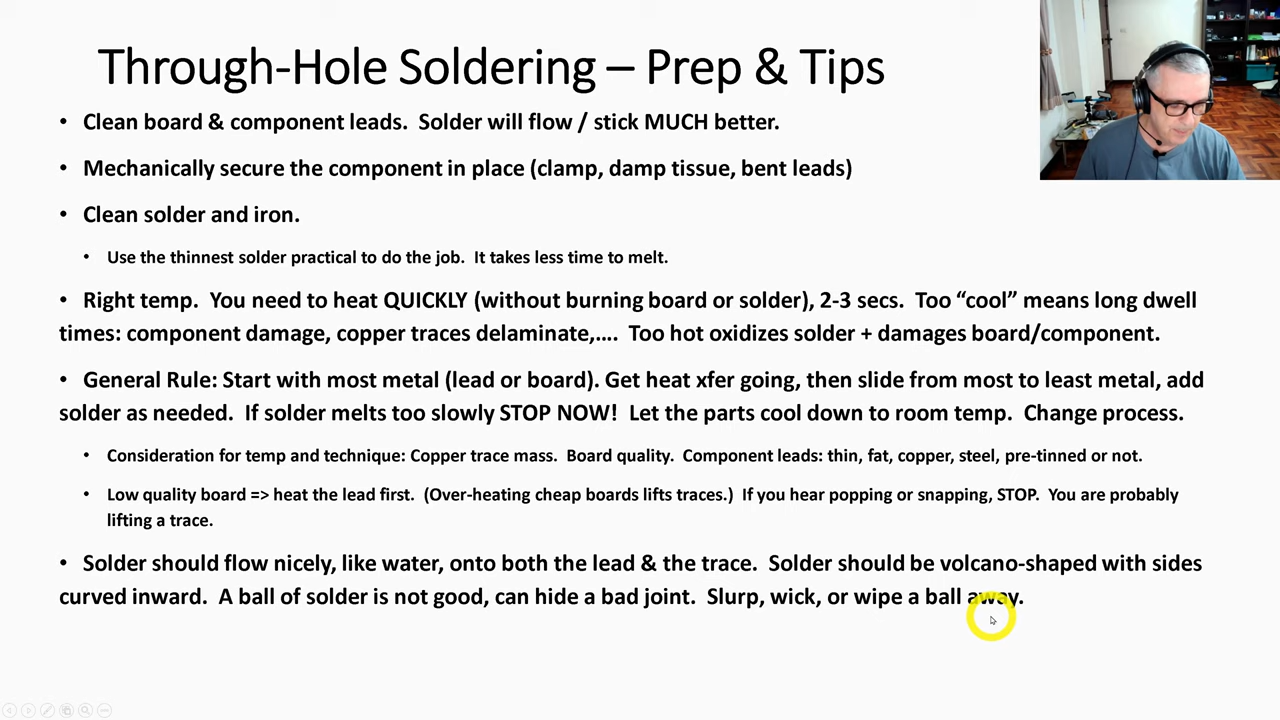 Through-Hole Soldering – Prep & Tips
• Clean board & component leads.  Solder will flow / stick MUCH better.
• Mechanically secure the component in place (clamp, damp tissue, bent leads)
• Clean solder and iron.
• Use the thinnest solder practical to do the job.  It takes less time to melt.
• Right temp.  You need to heat QUICKLY (without burning board or solder), 2-3 secs.  Too “cool” means long dwell
times: component damage, copper traces delaminate,….  Too hot oxidizes solder + damages board/component.
• General Rule: Start with most metal (lead or board). Get heat xfer going, then slide from most to least metal, add
solder as needed.  If solder melts too slowly STOP NOW!  Let the parts cool down to room temp.  Change process.
• Consideration for temp and technique: Copper trace mass.  Board quality.  Component leads: thin, fat, copper, steel, pre-tinned or not.
• Low quality board => heat the lead first.  (Over-heating cheap boards lifts traces.)  If you hear popping or snapping, STOP.  You are probably
lifting a trace.
• Solder should flow nicely, like water, onto both the lead & the trace.  Solder should be volcano-shaped with sides
curved inward.  A ball of solder is not good, can hide a bad joint.  Slurp, wick, or wipe a ball away.